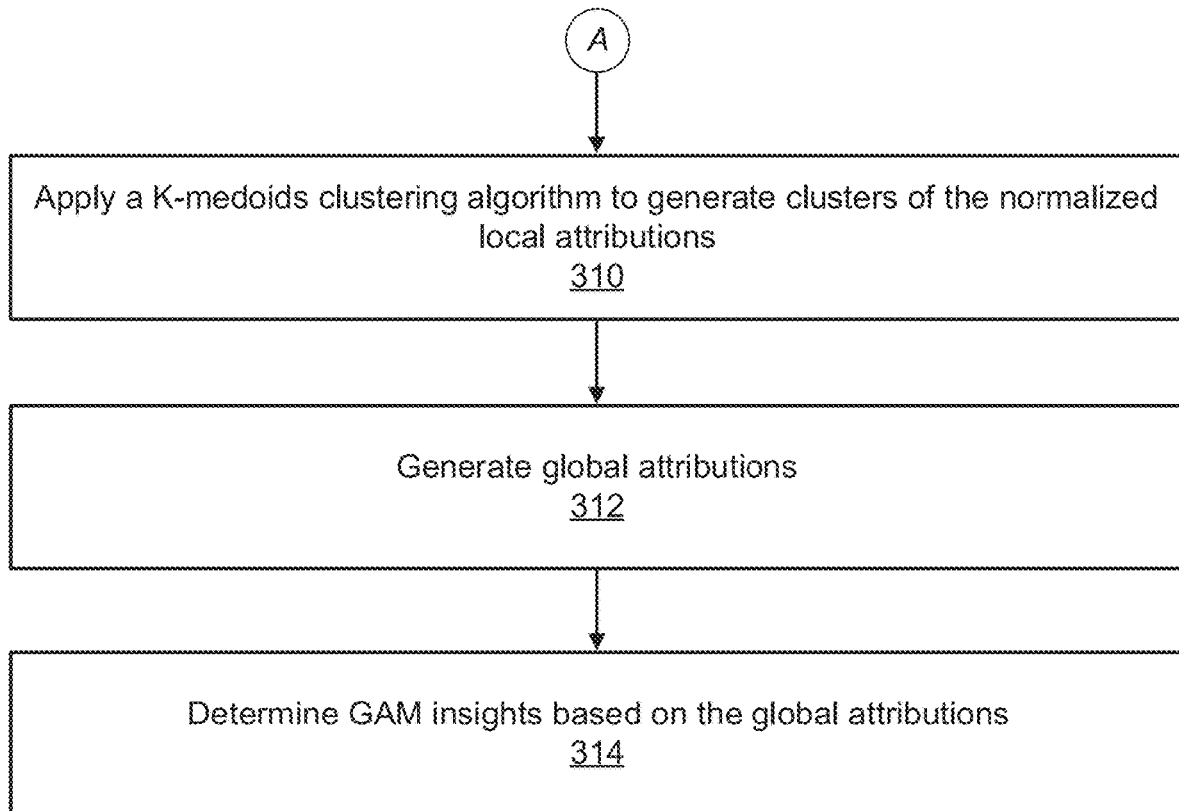 A
Apply a K-medoids clustering algorithm to generate clusters of the normalized
local attributions
310
Generate global attributions
312
Determine GAM insights based on the global attributions
314